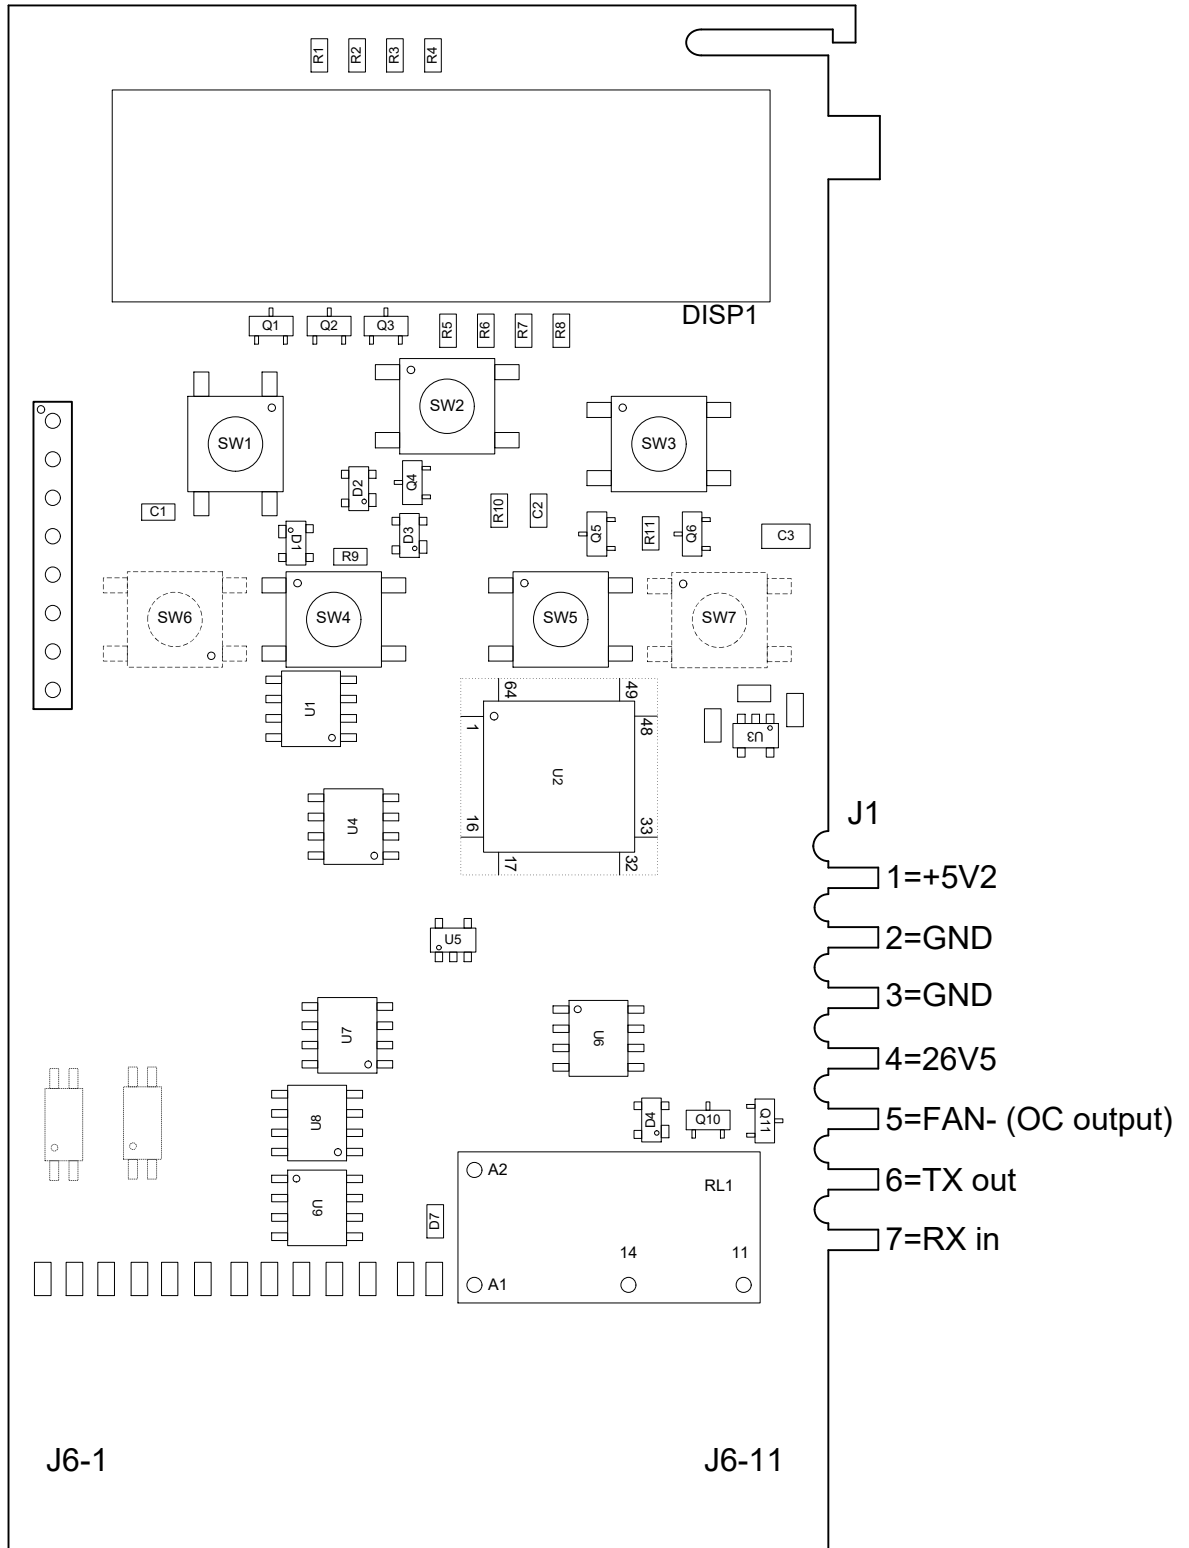 R1 R2 R3 R4
DISP1
Q1 Q2 Q3 R5 R6 R7 R8
SW1 SW2 SW3
D2 Q4
C1 R10 C2 Q5 R11 Q6 C3
D1 D3
R9
SW6 SW4 SW5 SW7
U1
64 49
1 48
U2
U3
U4
16 33
17 32
J1
1=+5V2
2=GND
U5
3=GND
U7 U6
4=26V5
U8 D4 Q10 Q11
5=FAN- (OC output)
A2 RL1
6=TX out
U9 D7
7=RX in
14 11
A1
J6-1 J6-11